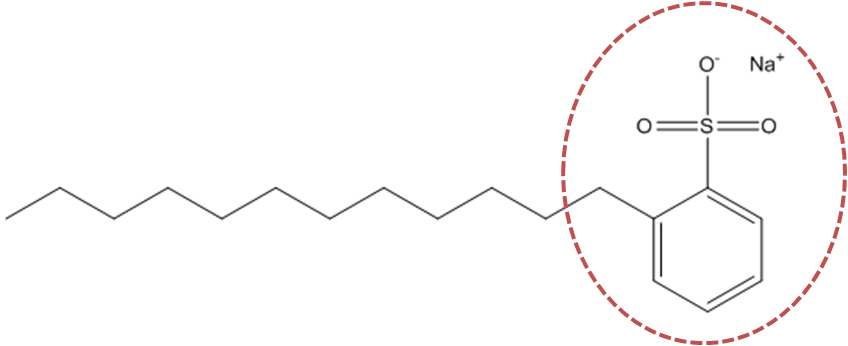 O⁻ Na⁺
O S O